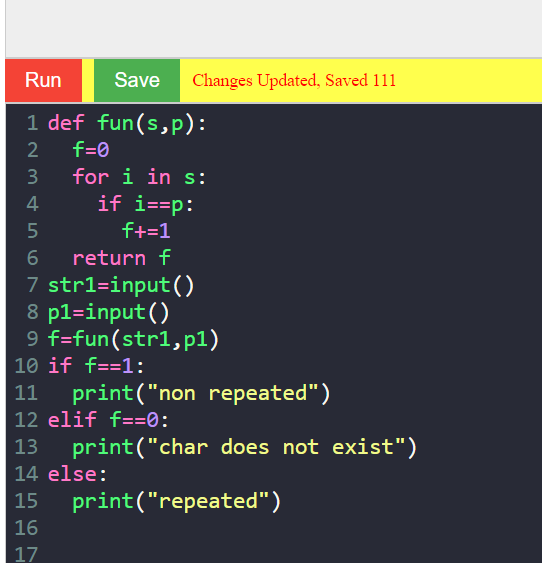 Run Save Changes Updated, Saved 111
1 def fun(s,p):
2   f=0
3   for i in s:
4     if i==p:
5       f+=1
6   return f
7 str1=input()
8 p1=input()
9 f=fun(str1,p1)
10 if f==1:
11   print("non repeated")
12 elif f==0:
13   print("char does not exist")
14 else:
15   print("repeated")
16
17